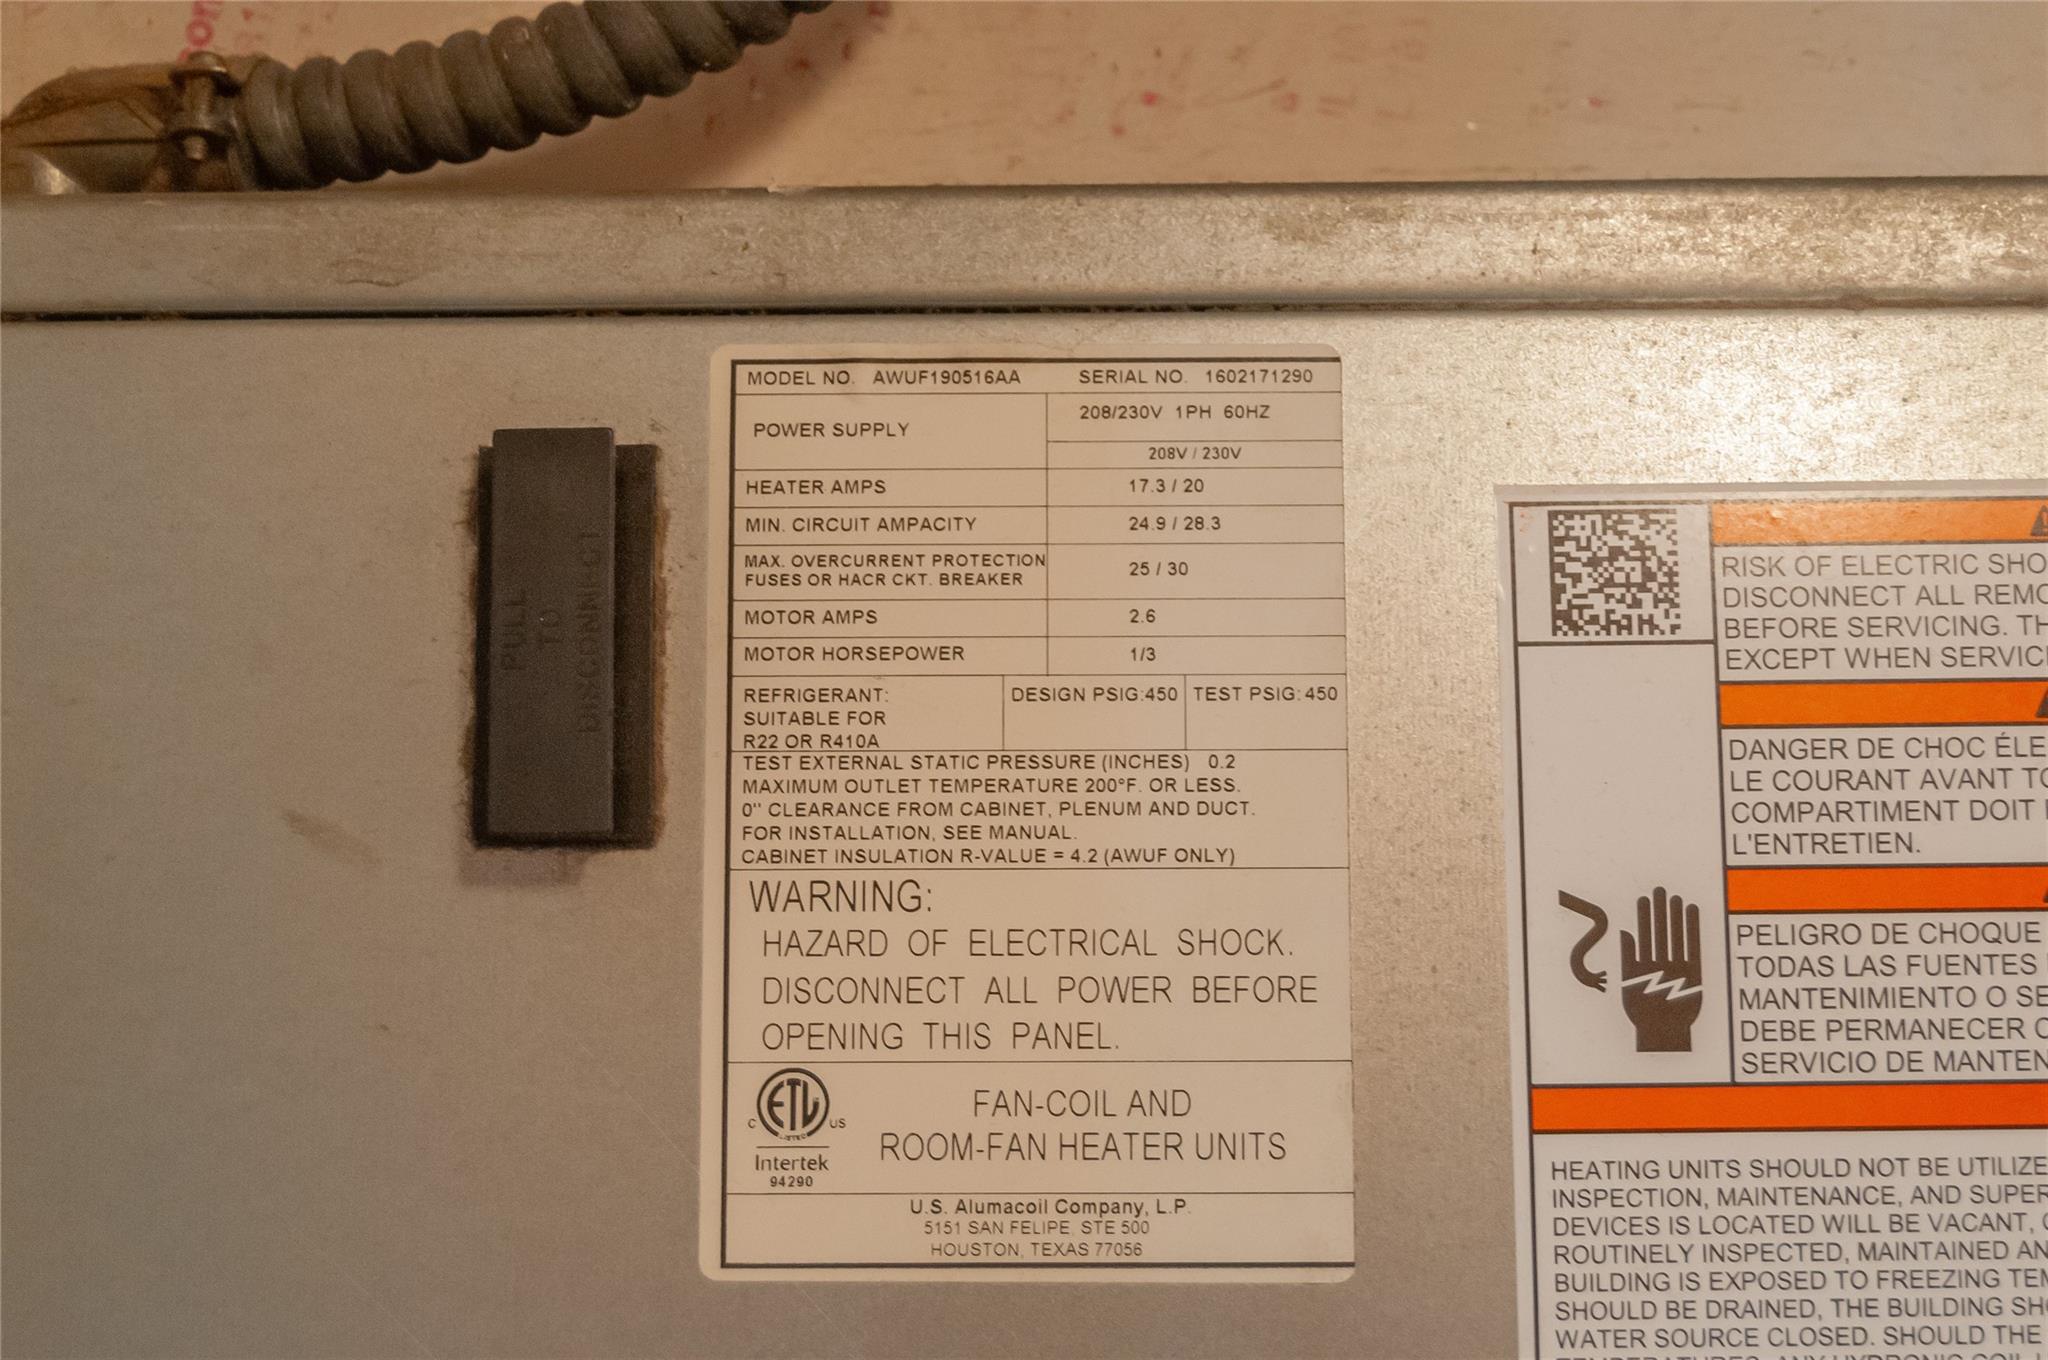 PULL
TO
DISCONNECT
MODEL NO. AWUF190516AA SERIAL NO. 1602171290
POWER SUPPLY 208/230V 1PH 60HZ
208V / 230V
HEATER AMPS 17.3 / 20
MIN. CIRCUIT AMPACITY 24.9 / 28.3
MAX. OVERCURRENT PROTECTION
FUSES OR HACR CKT. BREAKER 25 / 30
MOTOR AMPS 2.6
MOTOR HORSEPOWER 1/3
REFRIGERANT: DESIGN PSIG:450 TEST PSIG: 450
SUITABLE FOR
R22 OR R410A
TEST EXTERNAL STATIC PRESSURE (INCHES) 0.2
MAXIMUM OUTLET TEMPERATURE 200°F. OR LESS.
0" CLEARANCE FROM CABINET, PLENUM AND DUCT.
FOR INSTALLATION, SEE MANUAL.
CABINET INSULATION R-VALUE = 4.2 (AWUF ONLY)
WARNING:
HAZARD OF ELECTRICAL SHOCK.
DISCONNECT ALL POWER BEFORE
OPENING THIS PANEL.
C ETL US
LISTED
Intertek
94290
FAN-COIL AND
ROOM-FAN HEATER UNITS
U.S. Alumacoil Company, L.P.
5151 SAN FELIPE, STE 500
HOUSTON, TEXAS 77056
RISK OF ELECTRIC SHO
DISCONNECT ALL REMO
BEFORE SERVICING. TH
EXCEPT WHEN SERVICI
DANGER DE CHOC ÉLE
LE COURANT AVANT TO
COMPARTIMENT DOIT
L'ENTRETIEN.
PELIGRO DE CHOQUE
TODAS LAS FUENTES
MANTENIMIENTO O SE
DEBE PERMANECER
SERVICIO DE MANTEN
HEATING UNITS SHOULD NOT BE UTILIZE
INSPECTION, MAINTENANCE, AND SUPER
DEVICES IS LOCATED WILL BE VACANT,
ROUTINELY INSPECTED, MAINTAINED AN
BUILDING IS EXPOSED TO FREEZING TEM
SHOULD BE DRAINED, THE BUILDING SHO
WATER SOURCE CLOSED. SHOULD THE